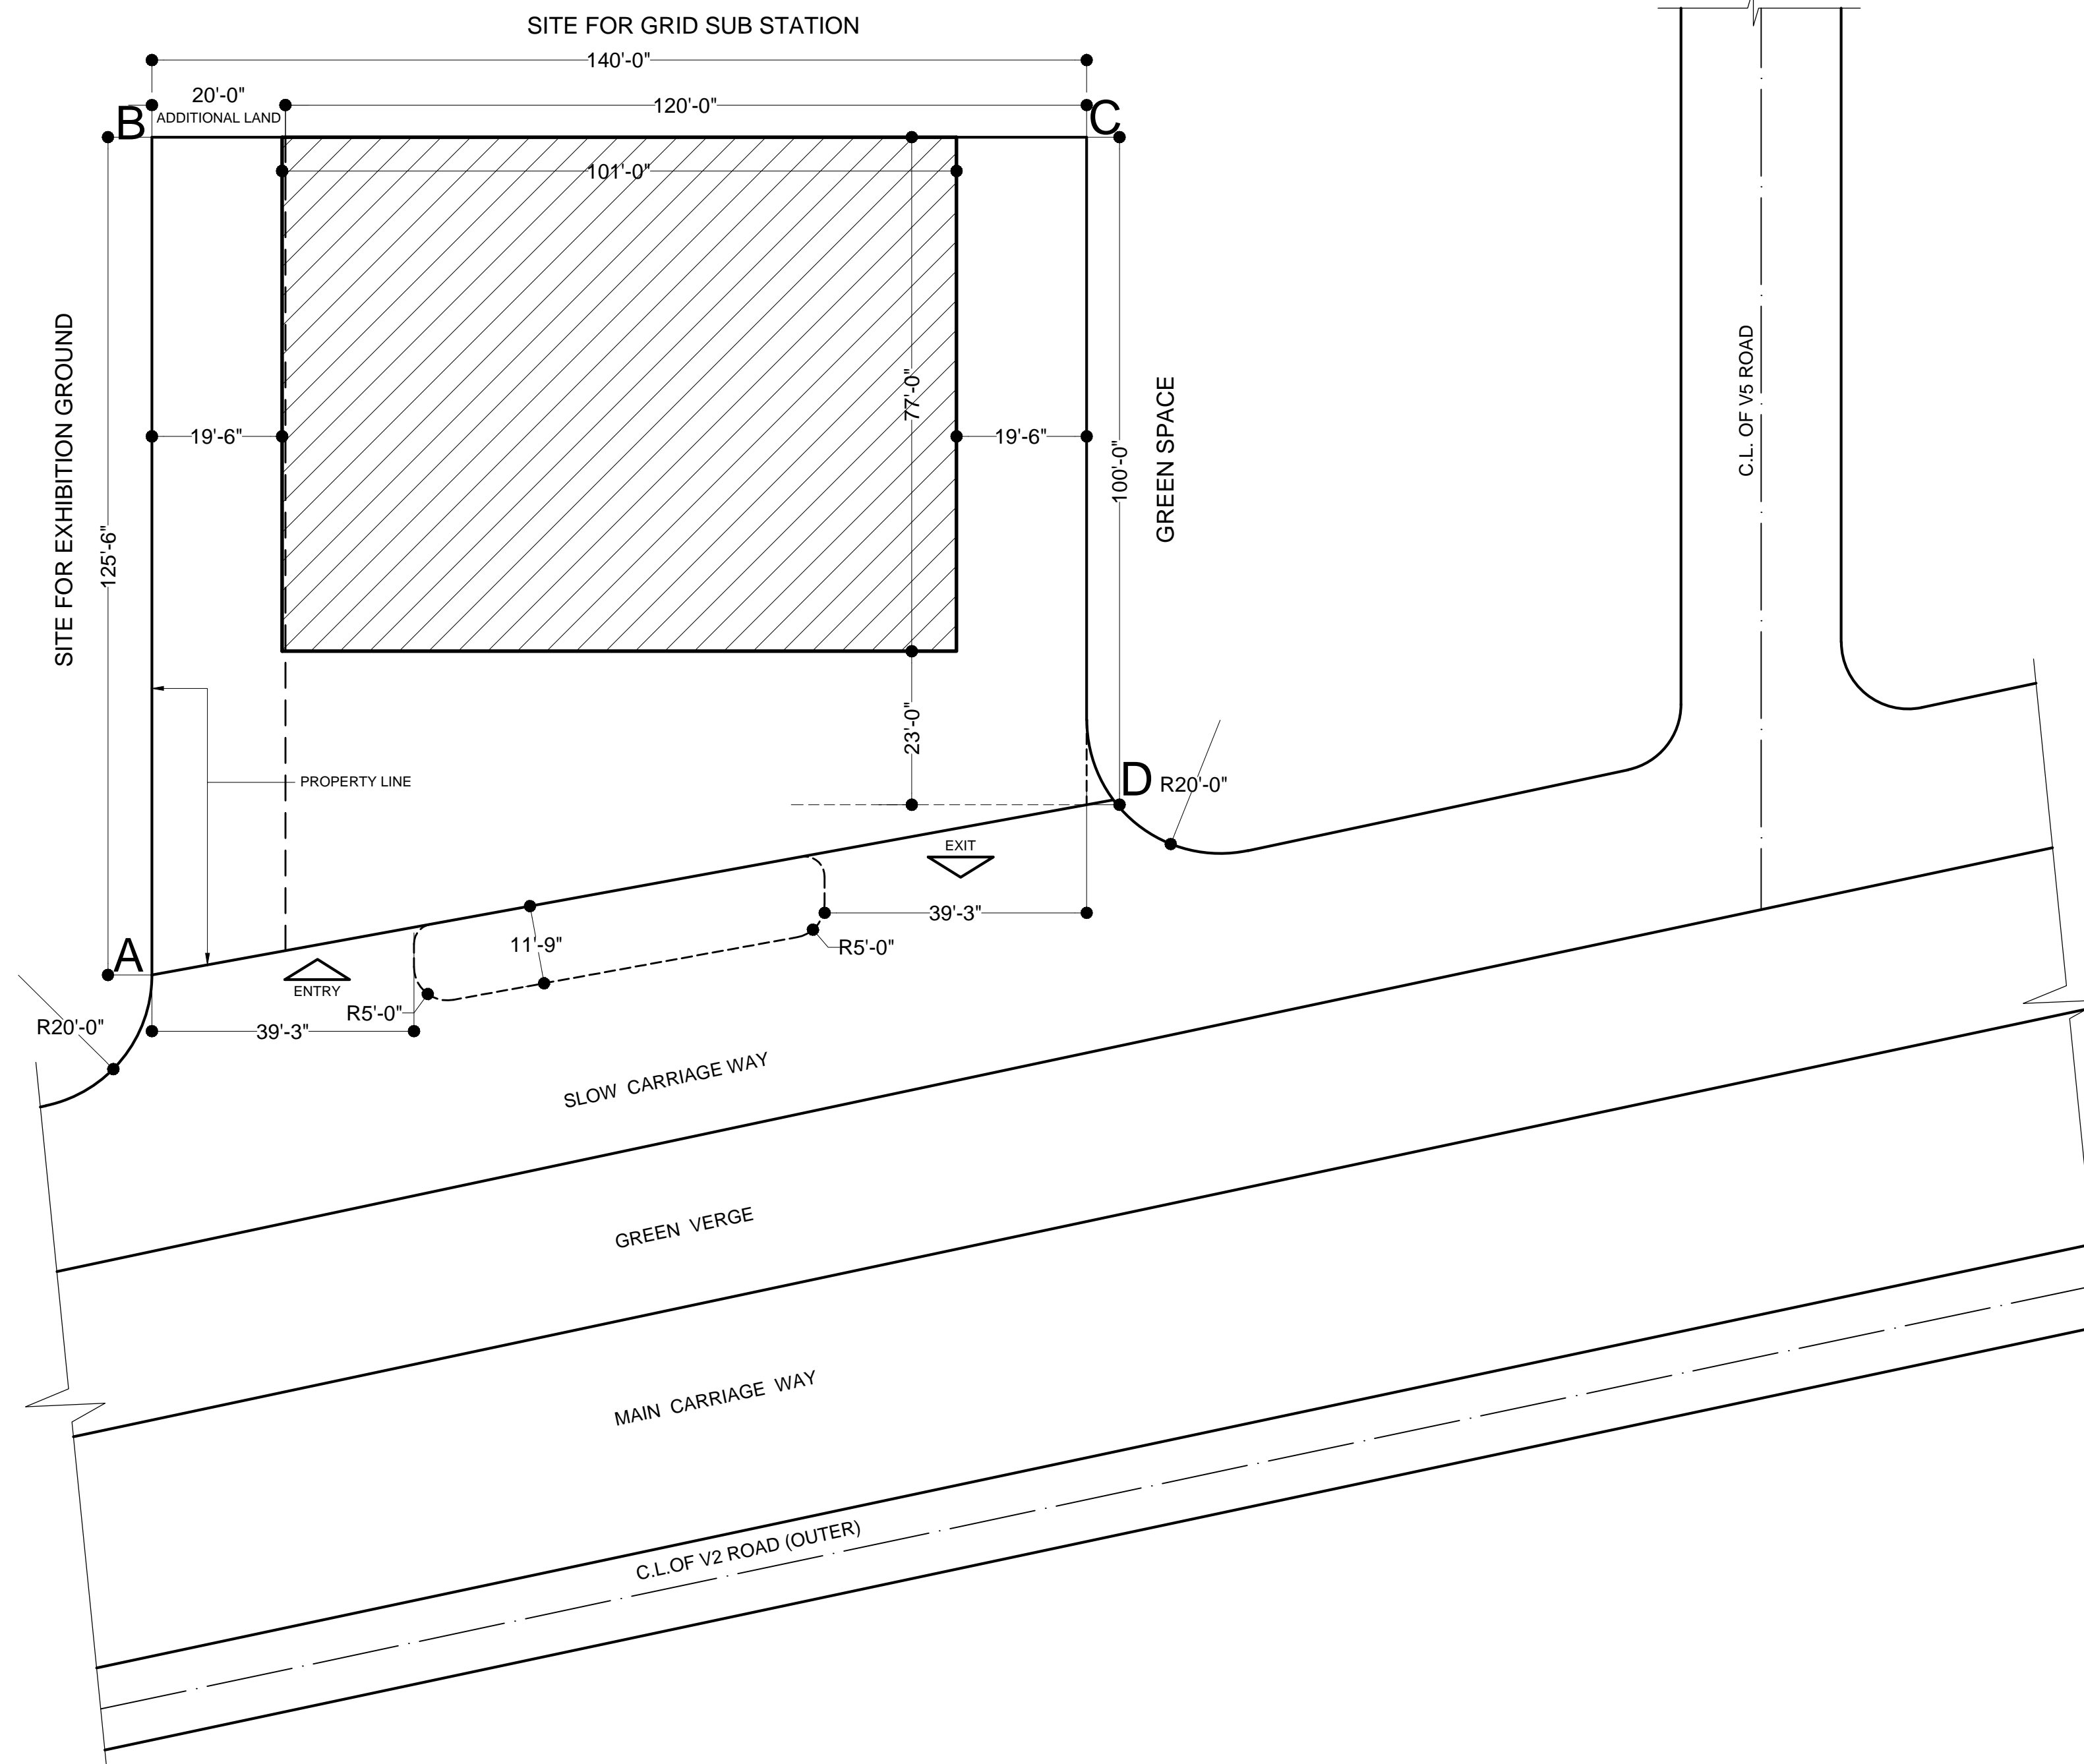 SITE FOR GRID SUB STATION
140'-0"
20'-0"
120'-0"
B
ADDITIONAL LAND
C
101'-0"
C.L. OF V5 ROAD
77'-0"
SITE FOR EXHIBITION GROUND
19'-6"
19'-6"
GREEN SPACE
100'-0"
125'-6"
23'-0"
PROPERTY LINE
D
R20'-0"
EXIT
39'-3"
A
11'-9"
R5'-0"
ENTRY
R5'-0"
R20'-0"
39'-3"
SLOW CARRIAGE WAY
GREEN VERGE
MAIN CARRIAGE WAY
C.L.OF V2 ROAD (OUTER)